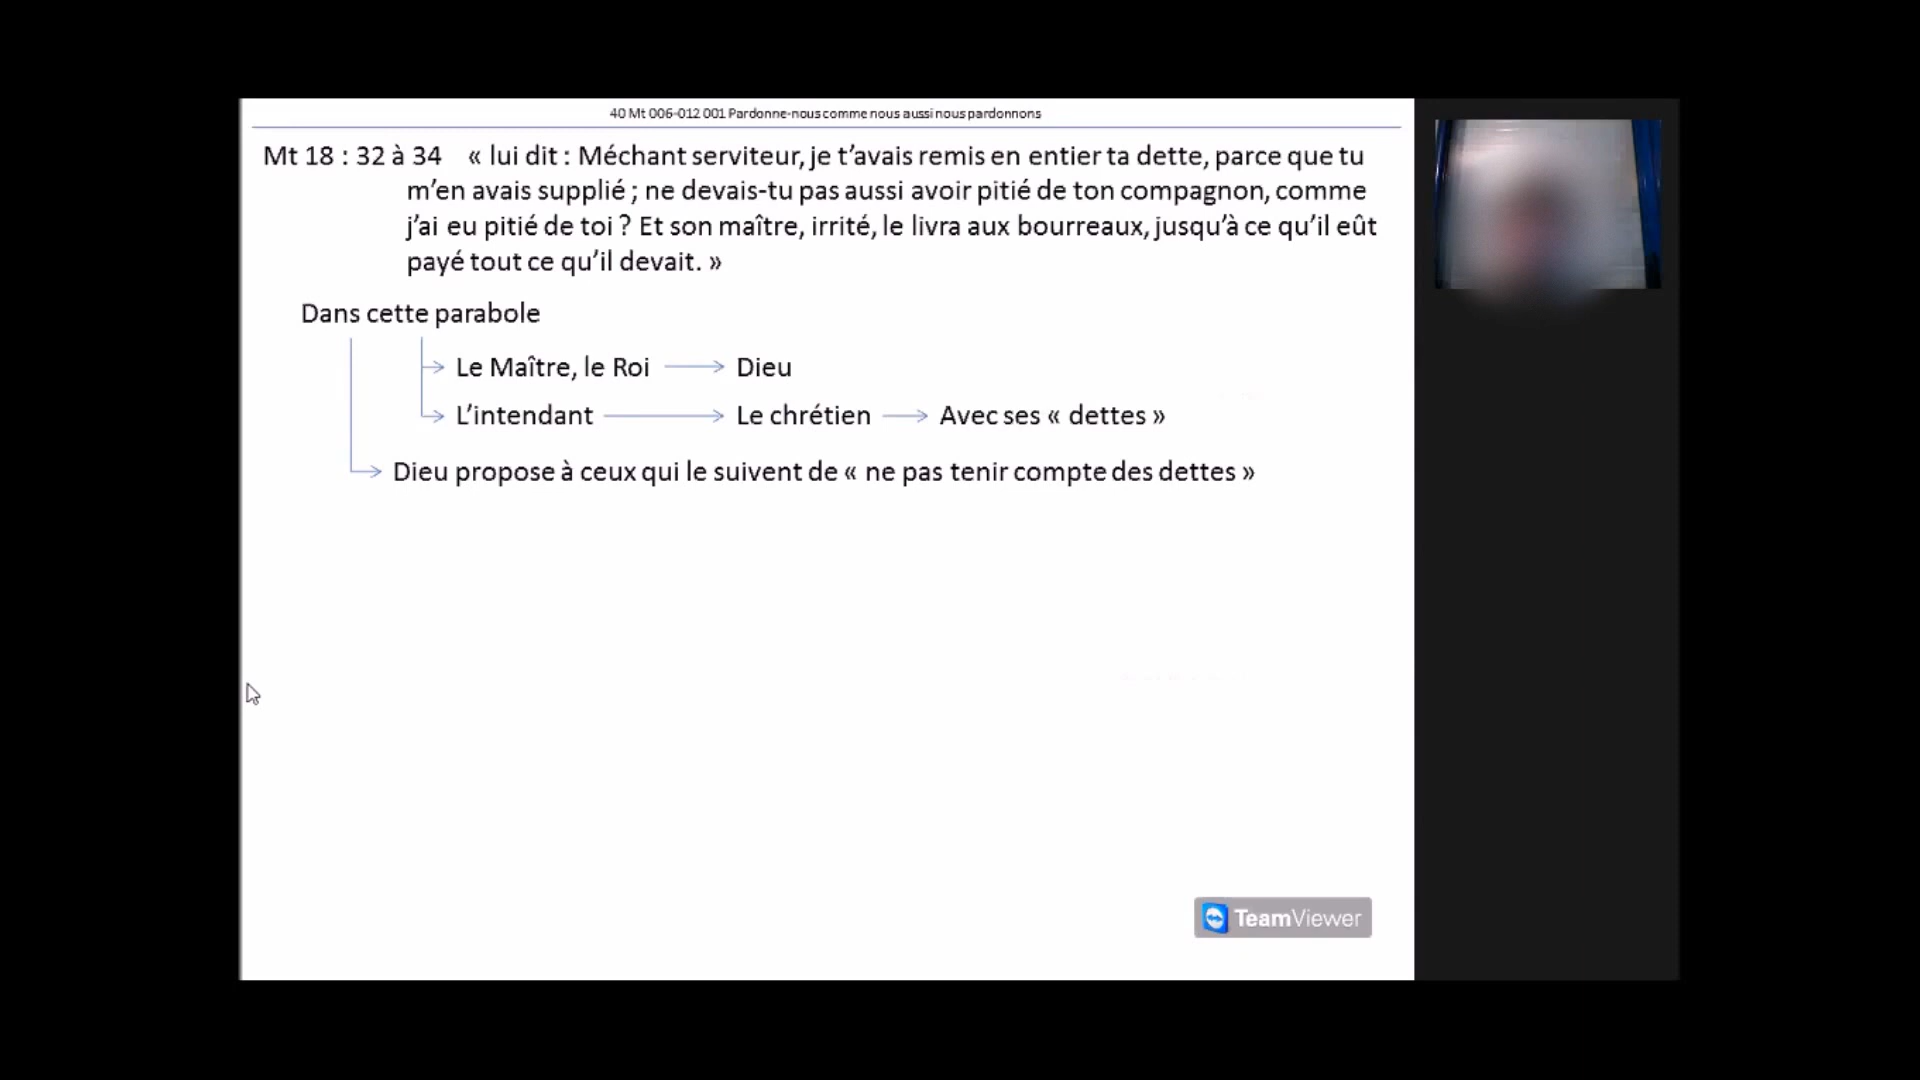 40 Mt 006-012 001 Pardonne-nous comme nous aussi nous pardonnons
Mt 18 : 32 à 34 « lui dit : Méchant serviteur, je t’avais remis en entier ta dette, parce que tu
m’en avais supplié ; ne devais-tu pas aussi avoir pitié de ton compagnon, comme
j’ai eu pitié de toi ? Et son maître, irrité, le livra aux bourreaux, jusqu’à ce qu’il eût
payé tout ce qu’il devait. »
Dans cette parabole
Le Maître, le Roi Dieu
L’intendant Le chrétien Avec ses « dettes »
Dieu propose à ceux qui le suivent de « ne pas tenir compte des dettes »
TeamViewer